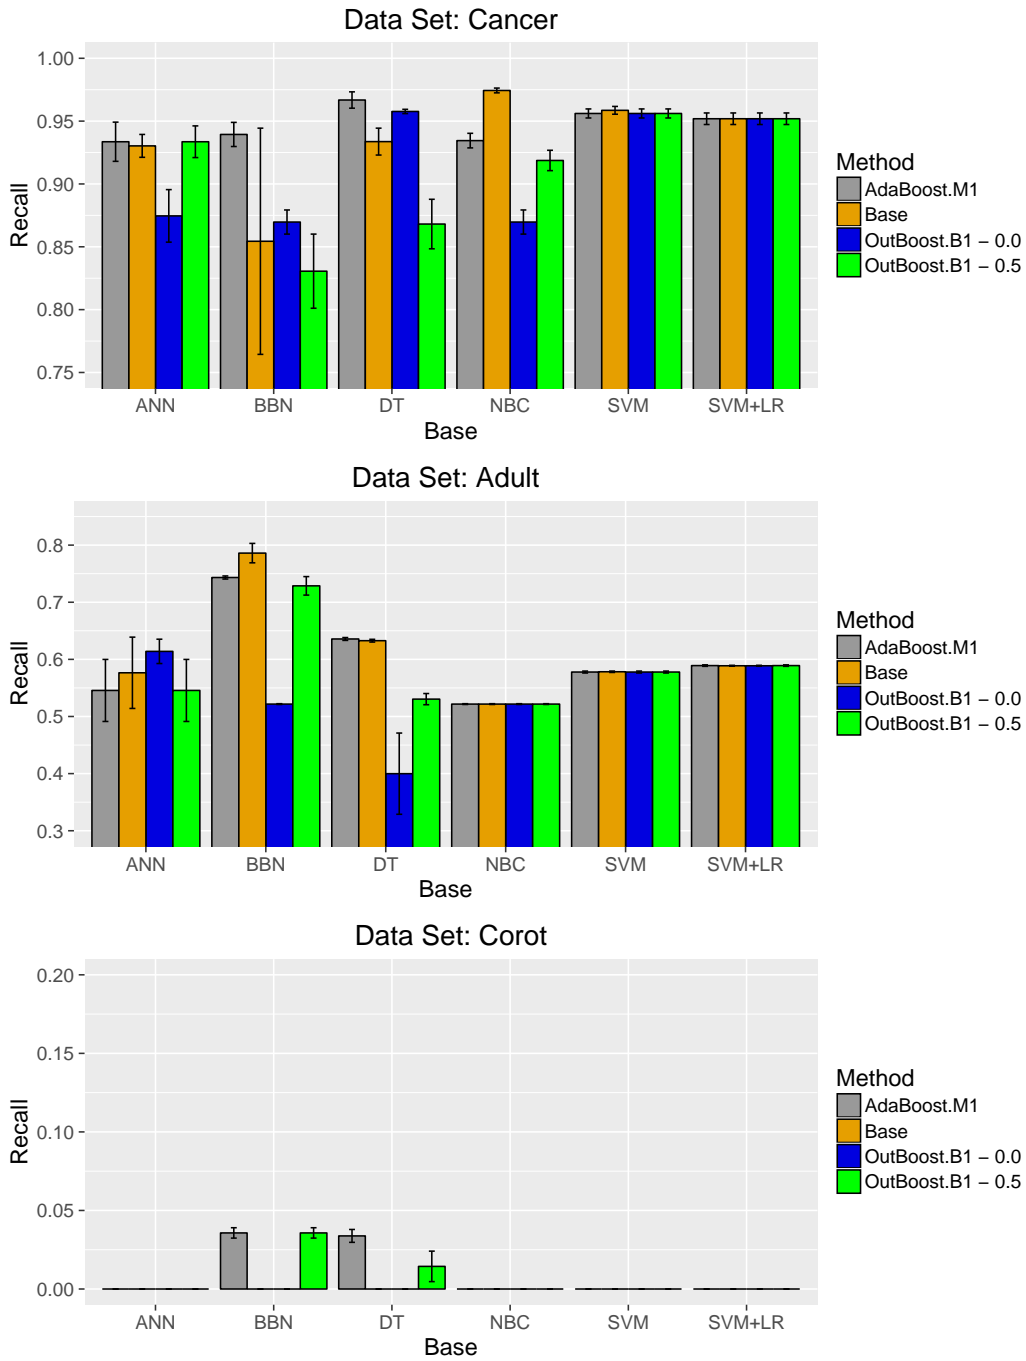 Data Set: Cancer
1.00
0.95
0.90
0.85
0.80
0.75
Recall
ANN BBN DT NBC SVM SVM+LR
Base
Method
AdaBoost.M1
Base
OutBoost.B1 − 0.0
OutBoost.B1 − 0.5
Data Set: Adult
0.8
0.7
0.6
0.5
0.4
0.3
Recall
ANN BBN DT NBC SVM SVM+LR
Base
Method
AdaBoost.M1
Base
OutBoost.B1 − 0.0
OutBoost.B1 − 0.5
Data Set: Corot
0.20
0.15
0.10
0.05
0.00
Recall
ANN BBN DT NBC SVM SVM+LR
Base
Method
AdaBoost.M1
Base
OutBoost.B1 − 0.0
OutBoost.B1 − 0.5